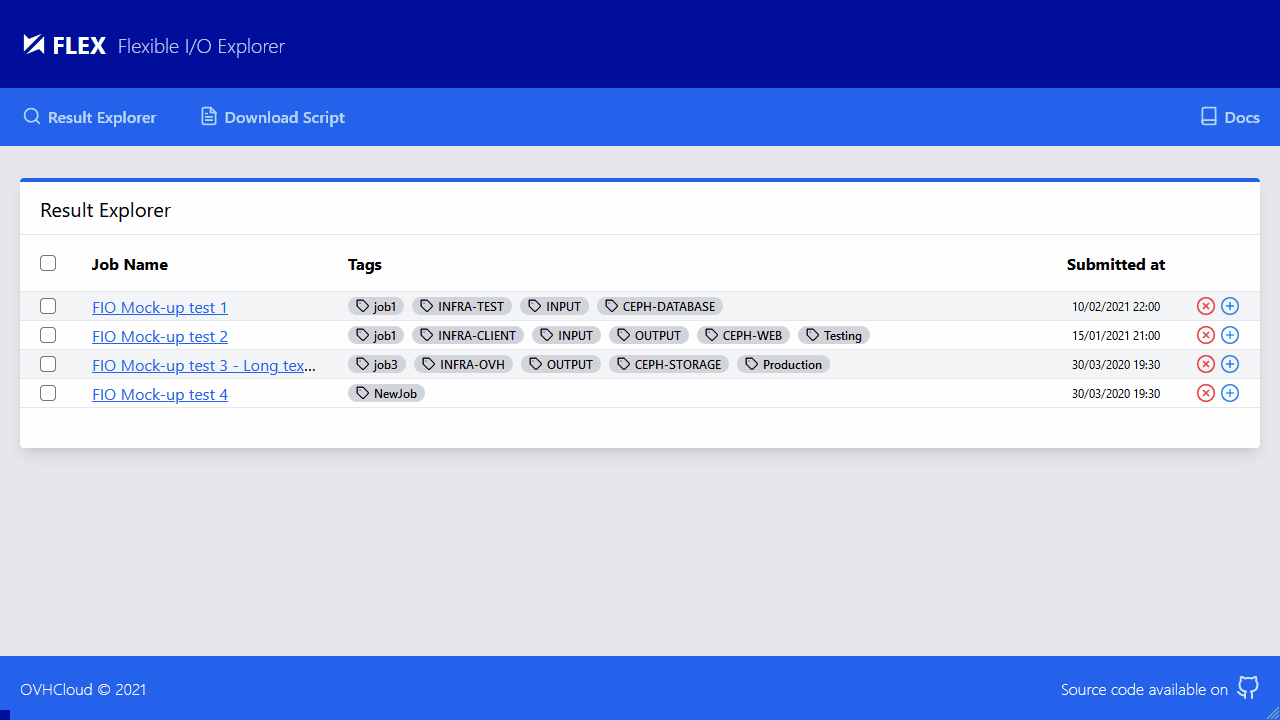 FLEX Flexible I/O Explorer
Result Explorer Download Script Docs
Result Explorer
Job Name Tags Submitted at
FIO Mock-up test 1 job1 INFRA-TEST INPUT CEPH-DATABASE 10/02/2021 22:00
FIO Mock-up test 2 job1 INFRA-CLIENT INPUT OUTPUT CEPH-WEB Testing 15/01/2021 21:00
FIO Mock-up test 3 - Long tex... job3 INFRA-OVH OUTPUT CEPH-STORAGE Production 30/03/2020 19:30
FIO Mock-up test 4 NewJob 30/03/2020 19:30
OVHCloud © 2021 Source code available on